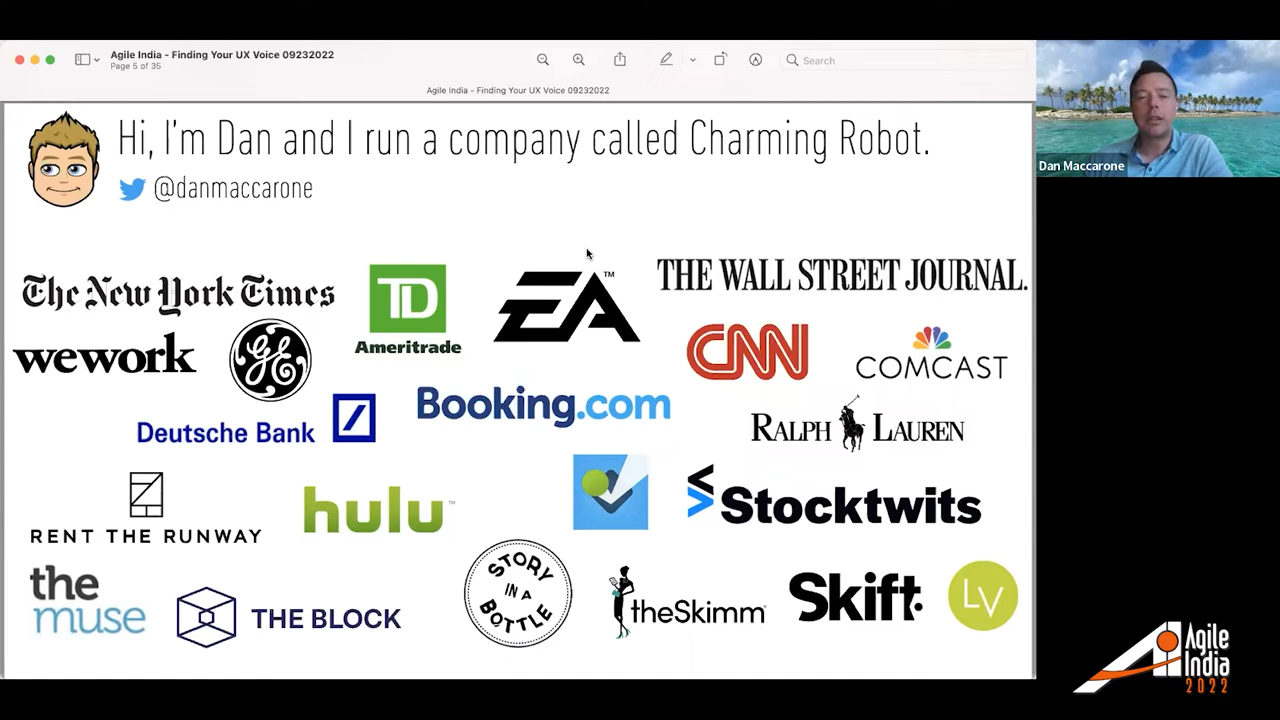 Agile India - Finding Your UX Voice 09232022
Page 5 of 35
Search
Agile India - Finding Your UX Voice 09232022
Hi, I'm Dan and I run a company called Charming Robot.
@danmaccarone
Dan Maccarone
The New York Times
TD
Ameritrade
EA™
THE WALL STREET JOURNAL.
wework
GE
CNN
COMCAST
Deutsche Bank
Booking.com
RALPH LAUREN
RENT THE RUNWAY
hulu™
Stocktwits
the
muse
THE BLOCK
STORY
IN A
BOTTLE
theSkimm®
Skift.
LV
Agile
India
2022